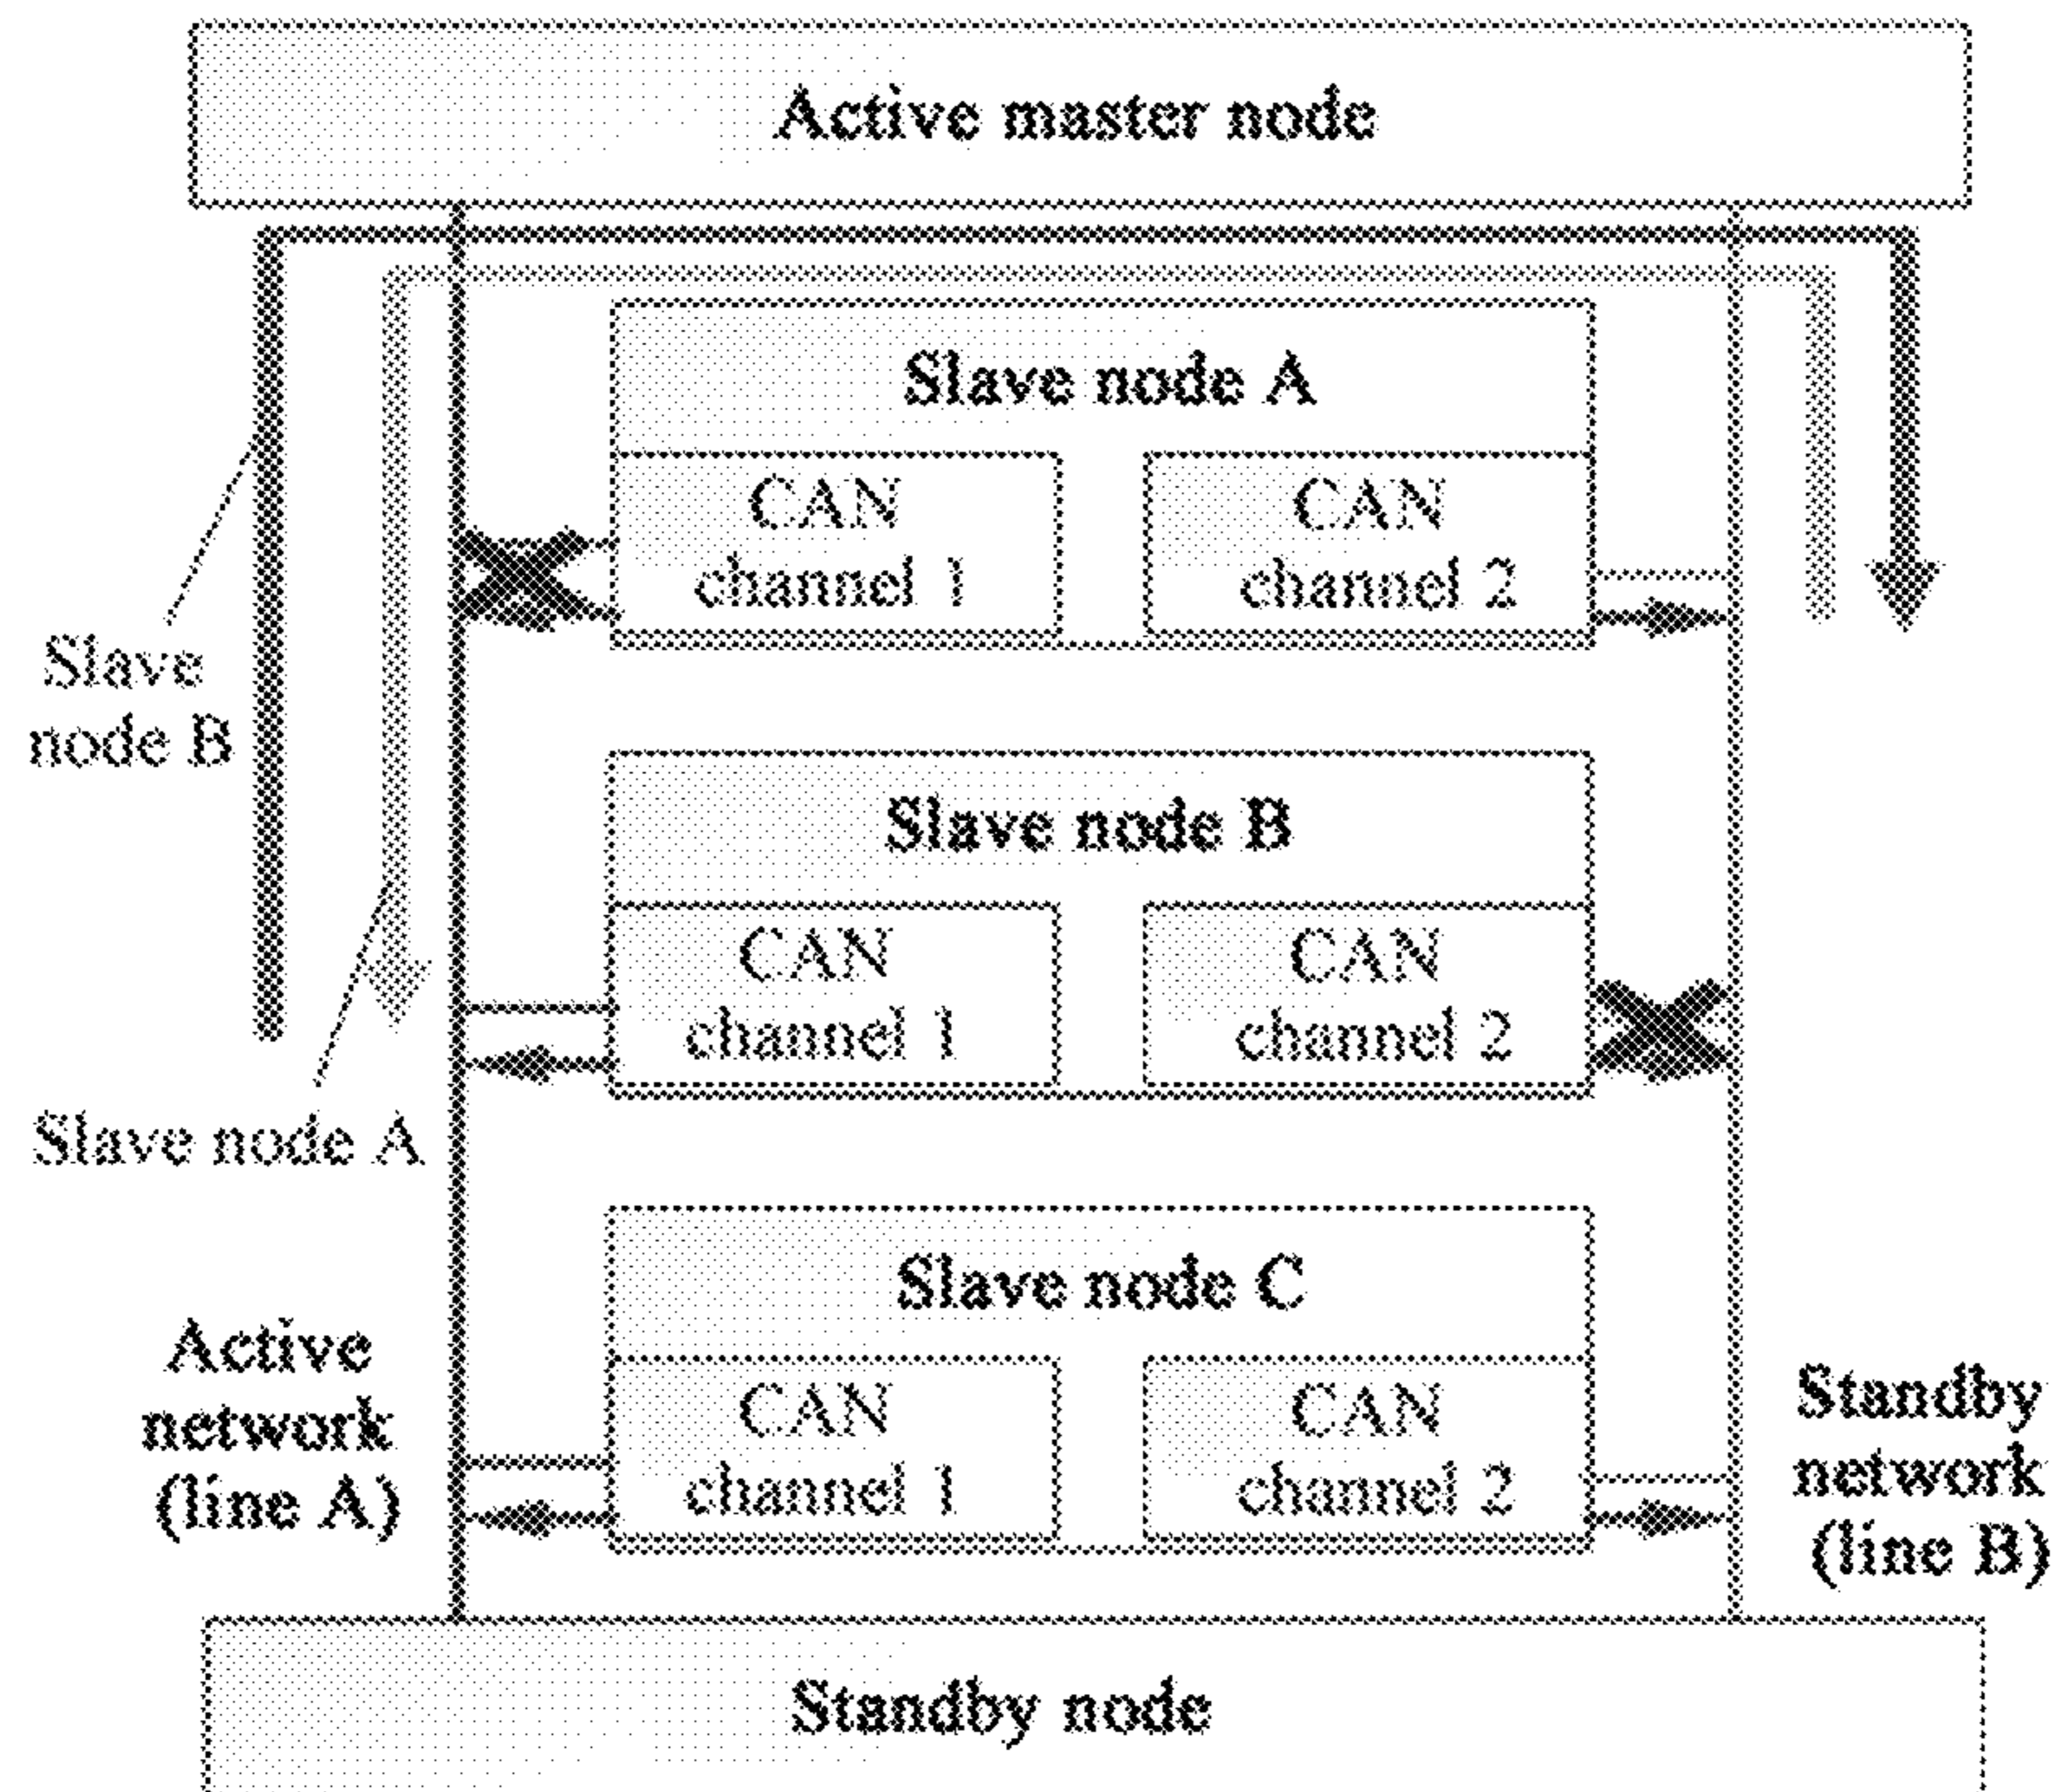 Active master node
Slave node A
CAN
channel 1
CAN
channel 2
Slave
node B
Slave node B
CAN
channel 1
CAN
channel 2
Slave node A
Slave node C
CAN
channel 1
CAN
channel 2
Active
network
(line A)
Standby
network
(line B)
Standby node